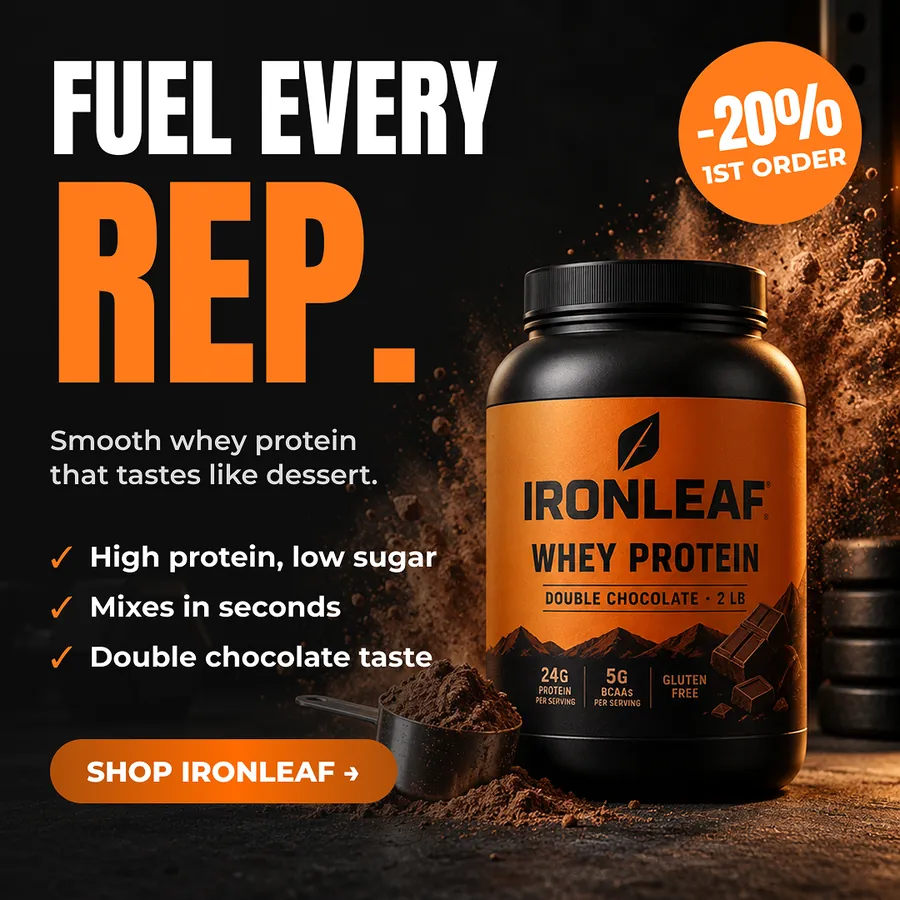 FUEL EVERY
REP.
-20%
1ST ORDER
Smooth whey protein
that tastes like dessert.
✓ High protein, low sugar
✓ Mixes in seconds
✓ Double chocolate taste
SHOP IRONLEAF →
IRONLEAF®
WHEY PROTEIN
DOUBLE CHOCOLATE · 2 LB
24G
PROTEIN
PER SERVING
5G
BCAAs
PER SERVING
GLUTEN
FREE